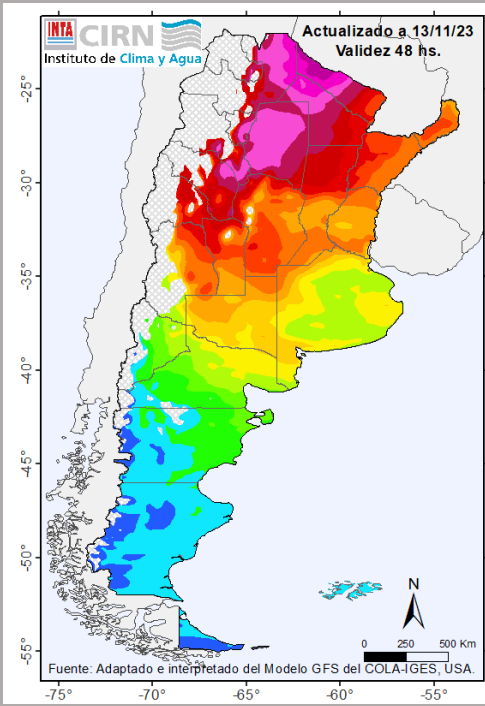 INTA CIRN
Instituto de Clima y Agua
Actualizado a 13/11/23
Validez 48 hs.
-25°
-30°
-35°
-40°
-45°
-50°
-55°
N
0 250 500 Km
Fuente: Adaptado e interpretado del Modelo GFS del COLA-IGES, USA.
-75° -70° -65° -60° -55°